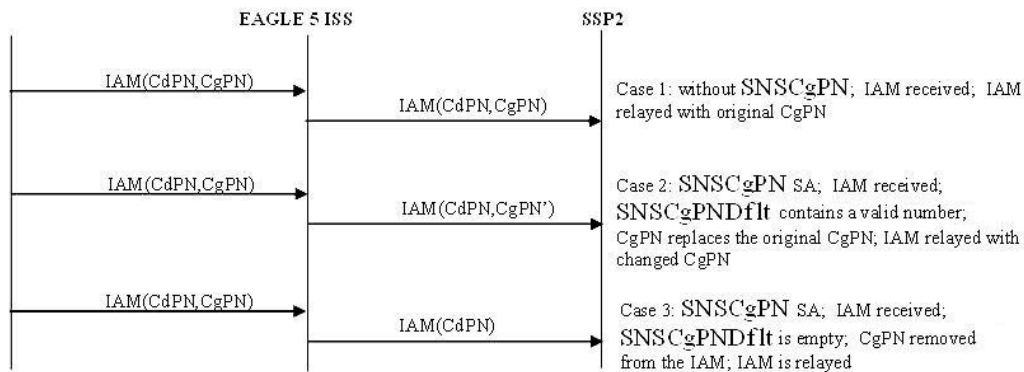 EAGLE 5 ISS
SSP2
IAM(CdPN,CgPN)
IAM(CdPN,CgPN)
Case 1: without SNSCgPN; IAM received; IAM
relayed with original CgPN
IAM(CdPN,CgPN)
IAM(CdPN,CgPN’)
Case 2: SNSCgPN SA; IAM received;
SNSCgPNDflt contains a valid number;
CgPN replaces the original CgPN; IAM relayed with
changed CgPN
IAM(CdPN,CgPN)
IAM(CdPN)
Case 3: SNSCgPN SA; IAM received;
SNSCgPNDflt is empty; CgPN removed
from the IAM; IAM is relayed